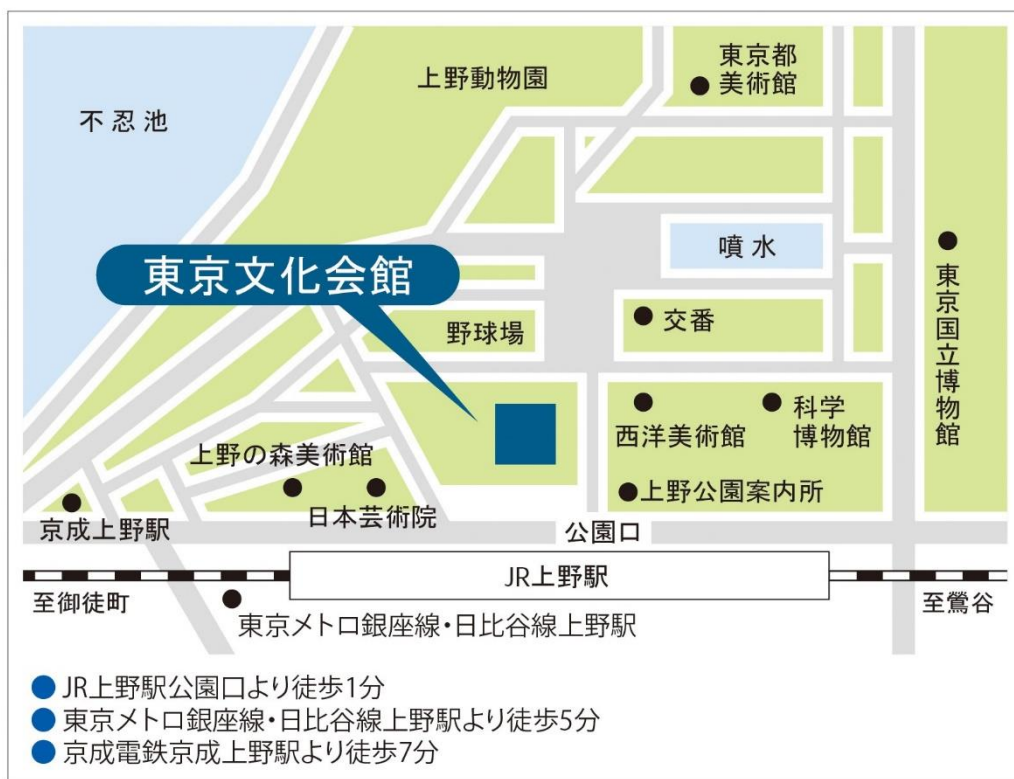 東京都
美術館
上野動物園
不忍池
噴水
東京文化会館
東京国立博物館
交番
野球場
科学
博物館
西洋美術館
上野の森美術館
上野公園案内所
日本芸術院
京成上野駅
公園口
JR上野駅
至御徒町
至鶯谷
東京メトロ銀座線・日比谷線上野駅
JR上野駅公園口より徒歩1分
東京メトロ銀座線・日比谷線上野駅より徒歩5分
京成電鉄京成上野駅より徒歩7分